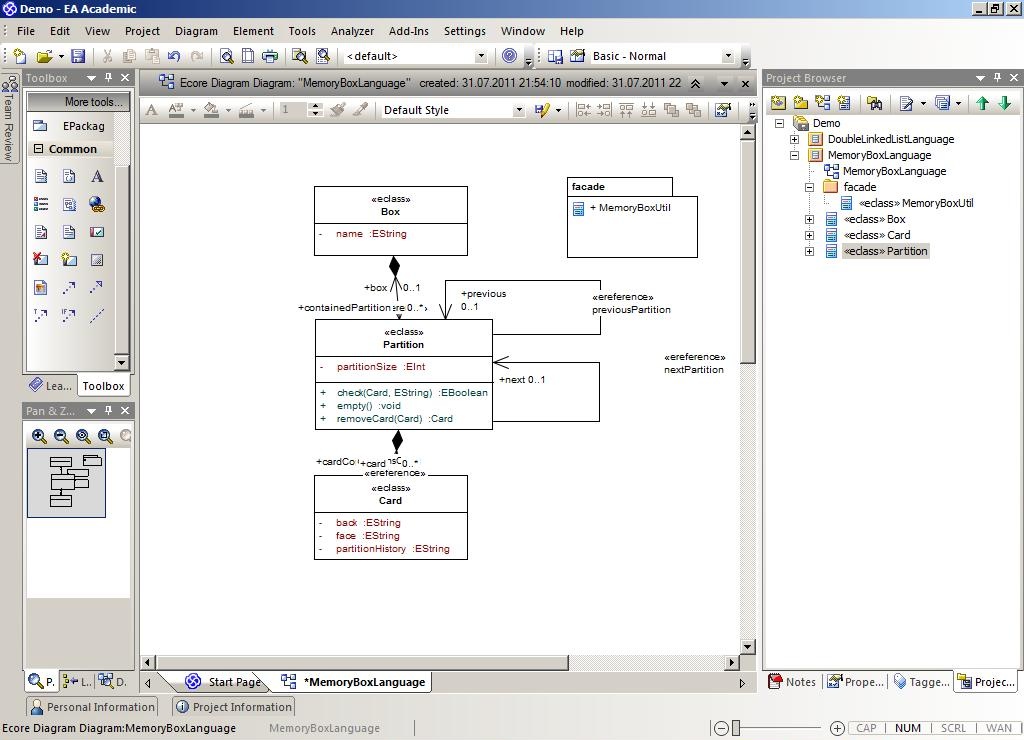 Demo - EA Academic
File Edit View Project Diagram Element Tools Analyzer Add-Ins Settings Window Help
<default> Basic - Normal
Team Review
Toolbox
More tools...
EPackag
Common
Lea... Toolbox
Pan & Z...
P. L.. D.
Ecore Diagram Diagram: "MemoryBoxLanguage" created: 31.07.2011 21:54:10 modified: 31.07.2011 22
1 Default Style
«eclass»
Box
- name :EString
facade
+ MemoryBoxUtil
+box 0..1
+containedPartition 0..*
+previous
0..1
«ereference»
previousPartition
«eclass»
Partition
- partitionSize :EInt
+ check(Card, EString) :EBoolean
+ empty() :void
+ removeCard(Card) :Card
+next 0..1
«ereference»
nextPartition
+card 0..*
«ereference»
«eclass»
Card
- back :EString
- face :EString
- partitionHistory :EString
Start Page *MemoryBoxLanguage
Project Browser
Demo
DoubleLinkedListLanguage
MemoryBoxLanguage
MemoryBoxLanguage
facade
«eclass» MemoryBoxUtil
«eclass» Box
«eclass» Card
«eclass» Partition
Notes Prope... Tagge... Projec...
Personal Information Project Information
Ecore Diagram Diagram:MemoryBoxLanguage MemoryBoxLanguage CAP NUM SCRL WAN